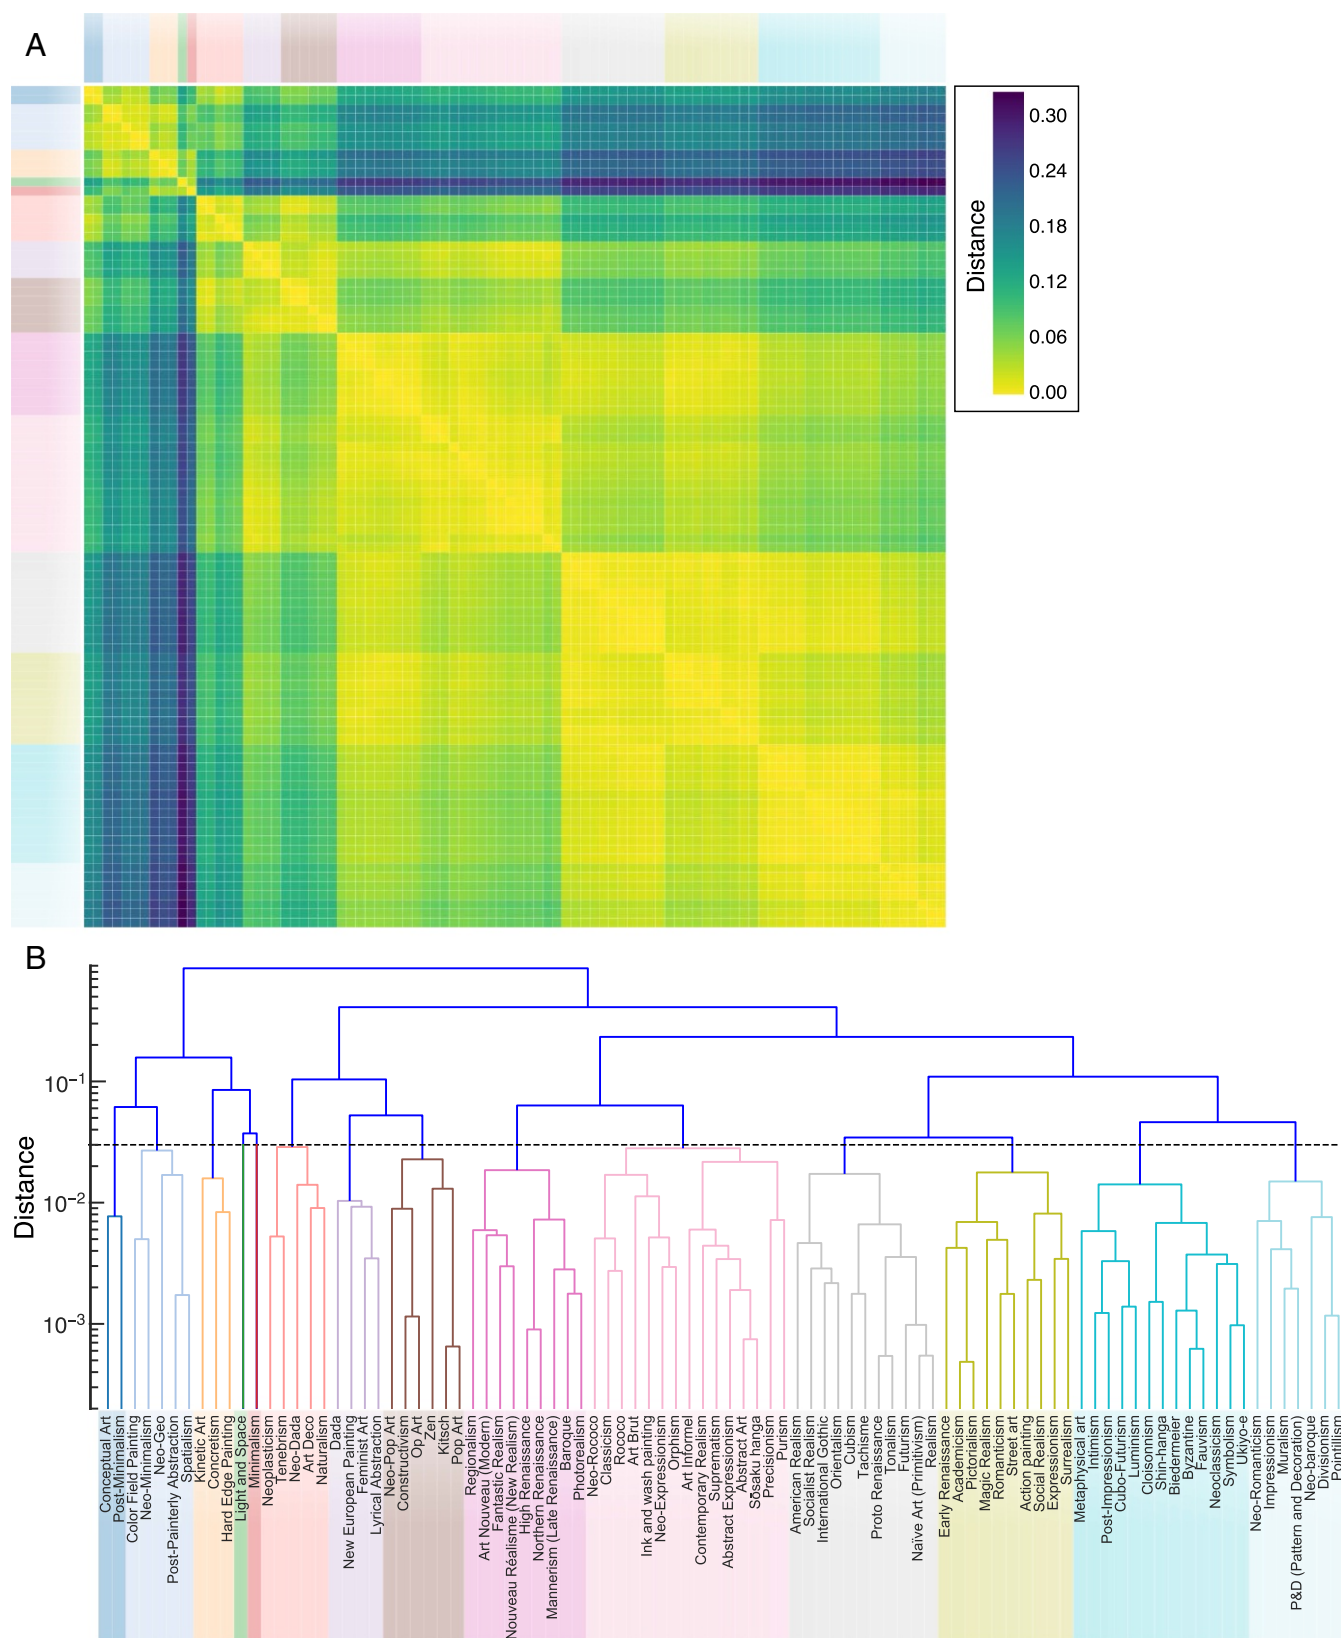 A
Distance
0.30
0.24
0.18
0.12
0.06
0.00
B
Distance
10⁻¹
10⁻²
10⁻³
Conceptual Art
Post-Minimalism
Color Field Painting
Neo-Minimalism
Neo-Geo
Post-Painterly Abstraction
Spatialism
Kinetic Art
Concretism
Hard Edge Painting
Light and Space
Minimalism
Neoplasticism
Tenebrism
Neo-Dada
Art Deco
Naturalism
Dada
New European Painting
Feminist Art
Lyrical Abstraction
Neo-Pop Art
Constructivism
Op Art
Zen
Kitsch
Pop Art
Regionalism
Art Nouveau (Modern)
Fantastic Realism
Nouveau Réalisme (New Realism)
High Renaissance
Northern Renaissance
Mannerism (Late Renaissance)
Baroque
Photorealism
Neo-Rococo
Classicism
Rococo
Art Brut
Ink and wash painting
Neo-Expressionism
Orphism
Art Informel
Contemporary Realism
Suprematism
Abstract Expressionism
Abstract Art
Sōsaku hanga
Precisionism
Purism
American Realism
Socialist Realism
International Gothic
Orientalism
Cubism
Tachisme
Proto Renaissance
Tonalism
Futurism
Naïve Art (Primitivism)
Realism
Early Renaissance
Academicism
Pictorialism
Magic Realism
Romanticism
Street art
Action painting
Social Realism
Expressionism
Surrealism
Metaphysical art
Intimism
Post-Impressionism
Cubo-Futurism
Luminism
Cloisonnism
Shin-hanga
Biedermeier
Byzantine
Fauvism
Neoclassicism
Symbolism
Ukiyo-e
Neo-Romanticism
Impressionism
Muralism
P&D (Pattern and Decoration)
Neo-baroque
Divisionism
Pointillism